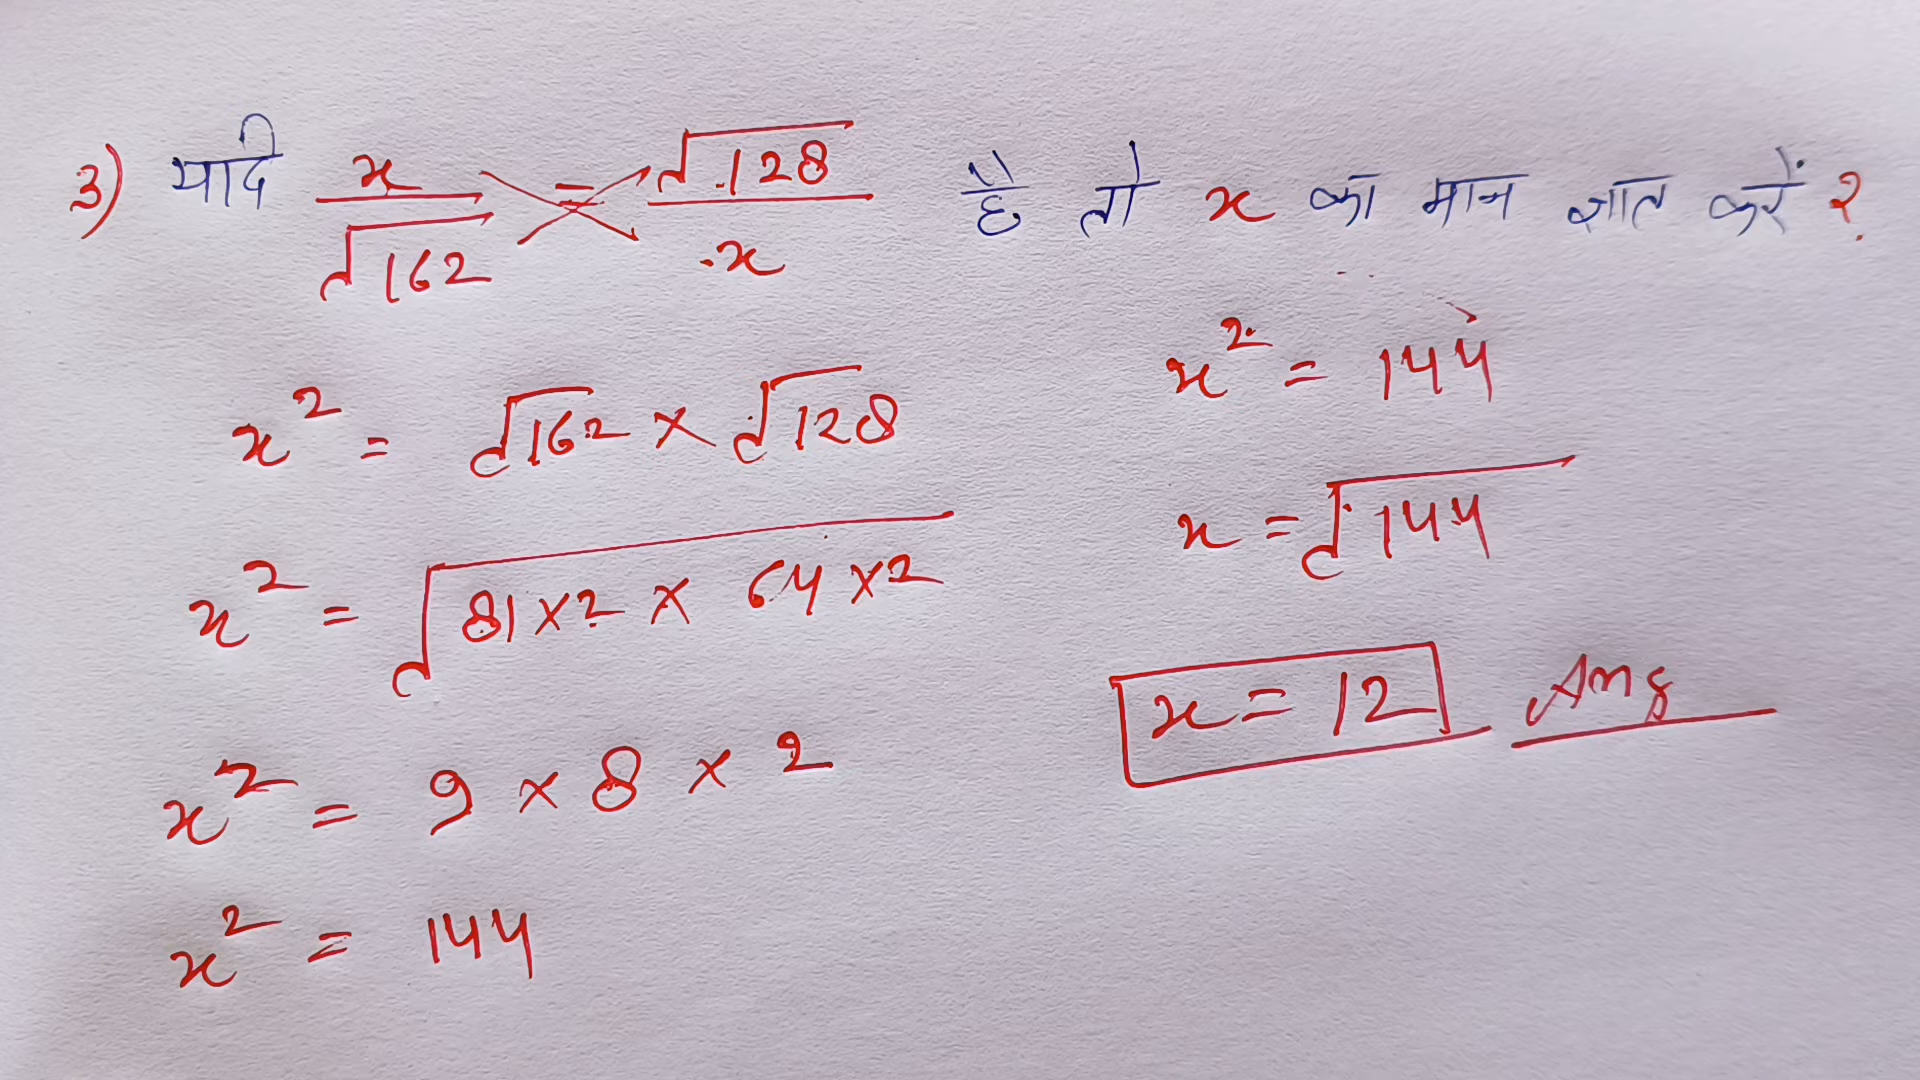 3) यदि x/√162 = √128/x है तो x का मान ज्ञात करें ?
x² = √162 × √128
x² = √81×2 × 64×2
x² = 9 × 8 × 2
x² = 144
x² = 144
x = √144
x = 12 Ans